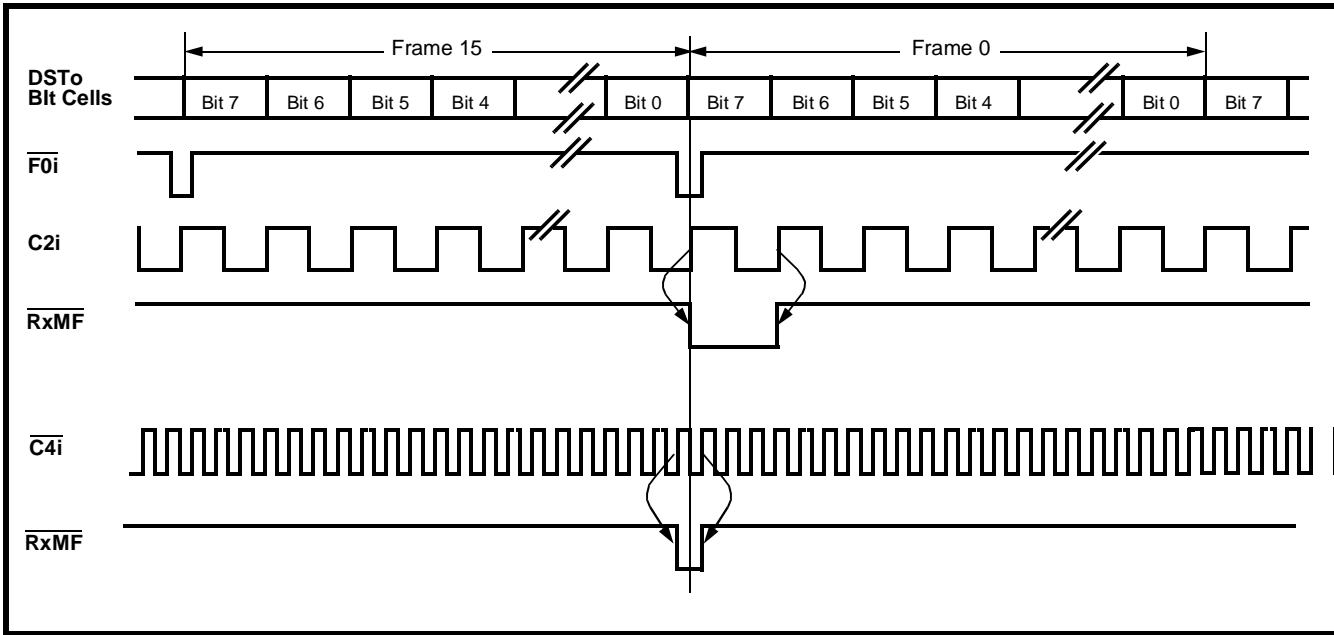 Frame 15 Frame 0
DSTo
Blt Cells
Bit 7 Bit 6 Bit 5 Bit 4 Bit 0 Bit 7 Bit 6 Bit 5 Bit 4 Bit 0 Bit 7
F0i
C2i
RxMF
C4i
RxMF